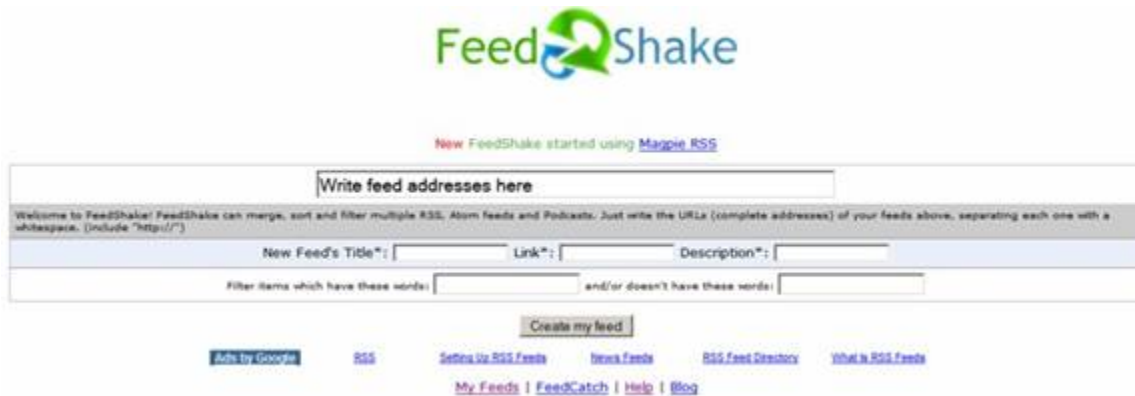 Feed Shake
New FeedShake started using Magpie RSS
Write feed addresses here
Welcome to FeedShake! FeedShake can merge, sort and filter multiple RSS, Atom feeds and Podcasts. Just write the URLs (complete addresses) of your feeds above, separating each one with a
whitespace. (include "http://")
New Feed's Title*: Link*: Description*:
Filter items which have these words: and/or doesn't have these words:
Create my feed
Ads by Google RSS Setting Up RSS Feeds News Feeds RSS Feed Directory What Is RSS Feeds
My Feeds | FeedCatch | Help | Blog